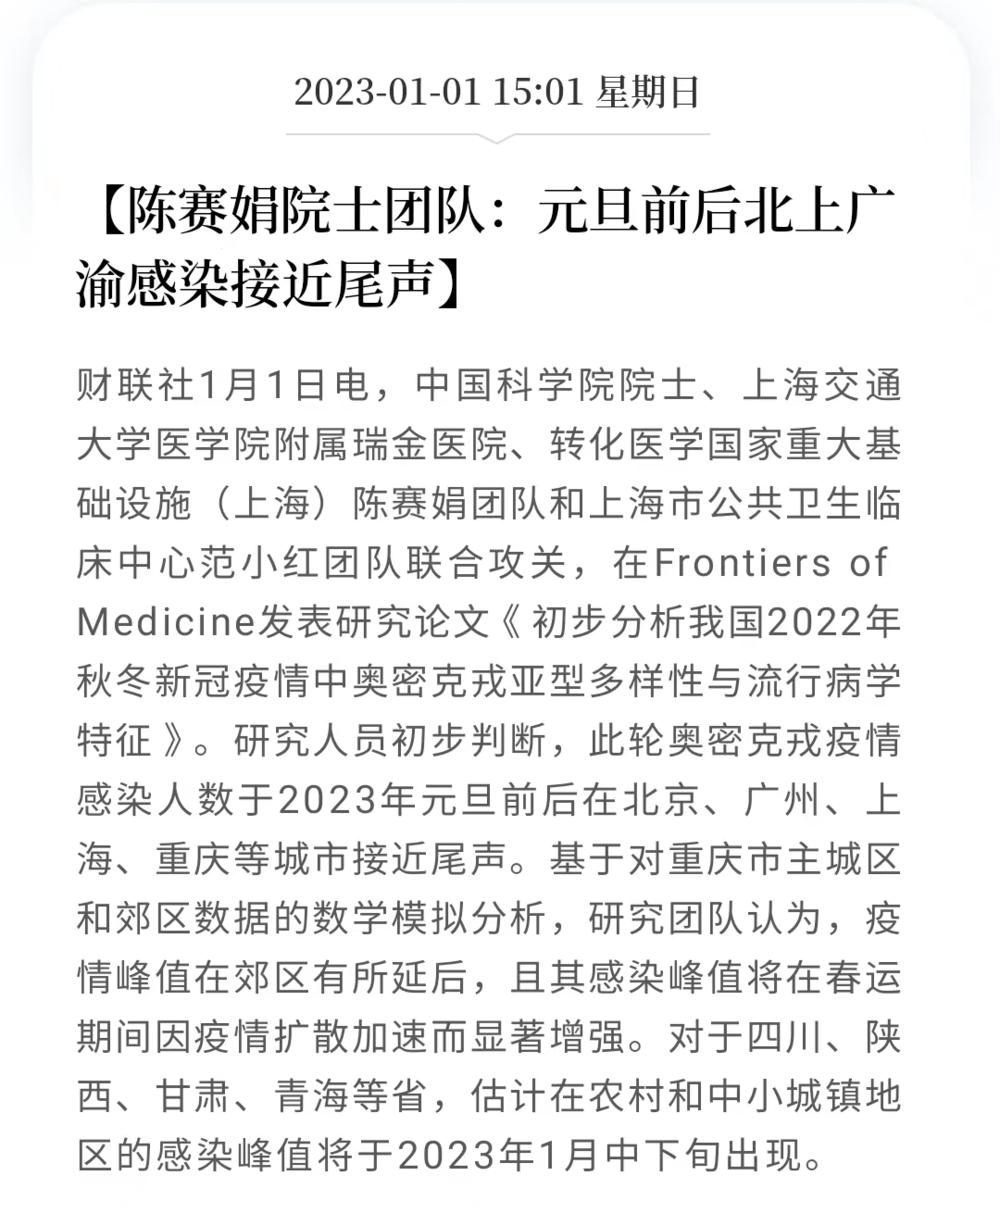 2023-01-01 15:01 星期日
【陈赛娟院士团队：元旦前后北上广
渝感染接近尾声】
财联社1月1日电，中国科学院院士、上海交通
大学医学院附属瑞金医院、转化医学国家重大基
础设施（上海）陈赛娟团队和上海市公共卫生临
床中心范小红团队联合攻关，在Frontiers of
Medicine发表研究论文《初步分析我国2022年
秋冬新冠疫情中奥密克戎亚型多样性与流行病学
特征》。研究人员初步判断，此轮奥密克戎疫情
感染人数于2023年元旦前后在北京、广州、上
海、重庆等城市接近尾声。基于对重庆市主城区
和郊区数据的数学模拟分析，研究团队认为，疫
情峰值在郊区有所延后，且其感染峰值将在春运
期间因疫情扩散加速而显著增强。对于四川、陕
西、甘肃、青海等省，估计在农村和中小城镇地
区的感染峰值将于2023年1月中下旬出现。